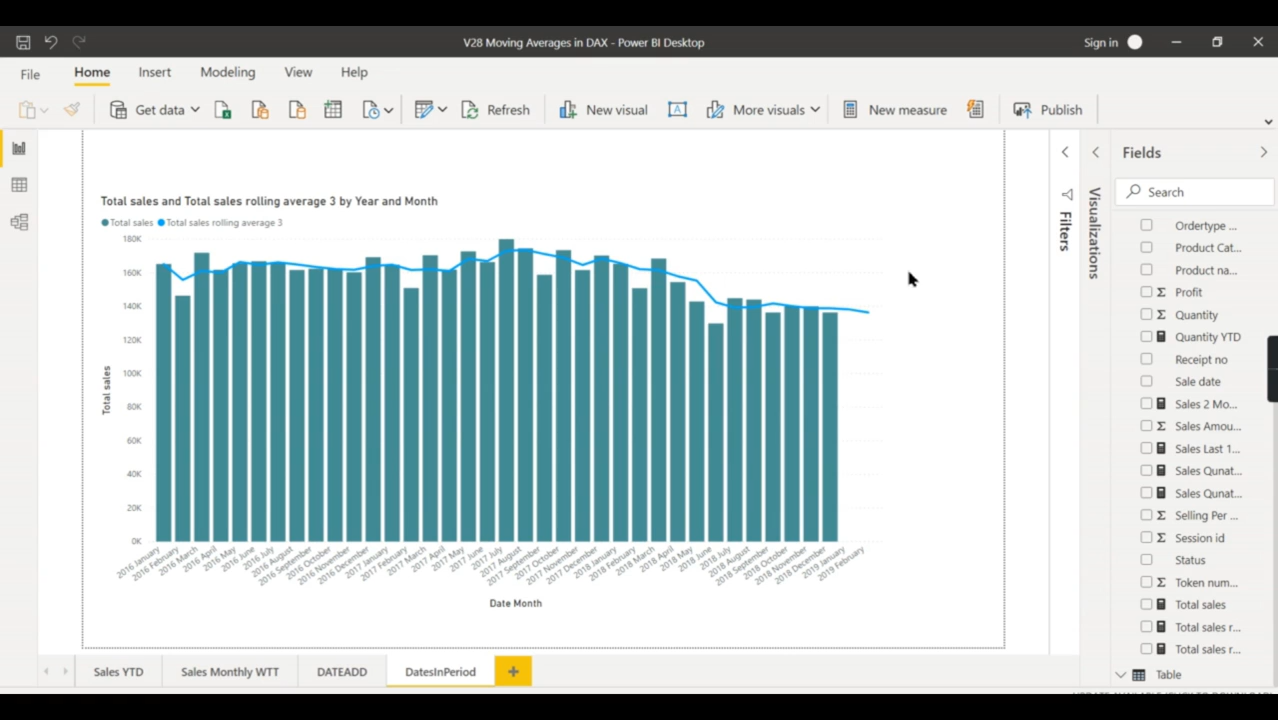 V28 Moving Averages in DAX - Power BI Desktop
Sign in
File Home Insert Modeling View Help
Get data Refresh New visual More visuals New measure Publish
Total sales and Total sales rolling average 3 by Year and Month
Total sales Total sales rolling average 3
180K
160K
140K
120K
100K
80K
60K
40K
20K
0K
Total sales
2016 January
2016 February
2016 March
2016 April
2016 May
2016 June
2016 July
2016 August
2016 September
2016 October
2016 November
2016 December
2017 January
2017 February
2017 March
2017 April
2017 May
2017 June
2017 July
2017 August
2017 September
2017 October
2017 November
2017 December
2018 January
2018 February
2018 March
2018 April
2018 May
2018 June
2018 July
2018 August
2018 September
2018 October
2018 November
2018 December
2019 January
2019 February
Date Month
Filters
Visualizations
Fields
Search
Ordertype ...
Product Cat...
Product na...
Profit
Quantity
Quantity YTD
Receipt no
Sale date
Sales 2 Mo...
Sales Amou...
Sales Last 1...
Sales Qunat...
Sales Qunat...
Selling Per ...
Session id
Status
Token num...
Total sales
Total sales r...
Total sales r...
Table
Sales YTD Sales Monthly WTT DATEADD DatesInPeriod